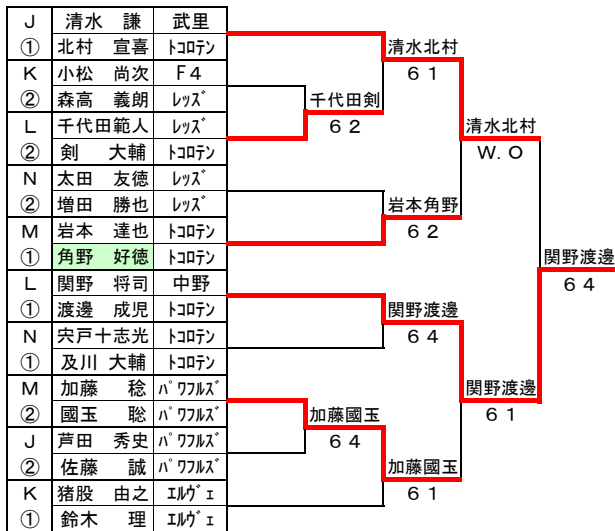 J 清水 謙 武里
① 北村 宣喜 ﾄｺﾛﾃﾝ
K 小松 尚次 F4
② 森高 義朗 ﾚｯｽﾞ
L 千代田範人 ﾚｯｽﾞ
② 剣 大輔 ﾄｺﾛﾃﾝ
N 太田 友徳 ﾚｯｽﾞ
② 増田 勝也 ﾚｯｽﾞ
M 岩本 達也 ﾄｺﾛﾃﾝ
① 角野 好徳 ﾄｺﾛﾃﾝ
L 関野 将司 中野
① 渡邊 成児 ﾄｺﾛﾃﾝ
N 宍戸十志光 ﾄｺﾛﾃﾝ
① 及川 大輔 ﾄｺﾛﾃﾝ
M 加藤 稔 ﾊﾟﾜﾌﾙｽﾞ
② 國玉 聡 ﾊﾟﾜﾌﾙｽﾞ
J 芦田 秀史 ﾊﾟﾜﾌﾙｽﾞ
② 佐藤 誠 ﾊﾟﾜﾌﾙｽﾞ
K 猪股 由之 ｴﾙｳﾞｪ
① 鈴木 理 ｴﾙｳﾞｪ
千代田剣
6 2
加藤國玉
6 4
清水北村
6 1
岩本角野
6 2
関野渡邊
6 4
加藤國玉
6 1
清水北村
W.O
関野渡邊
6 1
関野渡邊
6 4